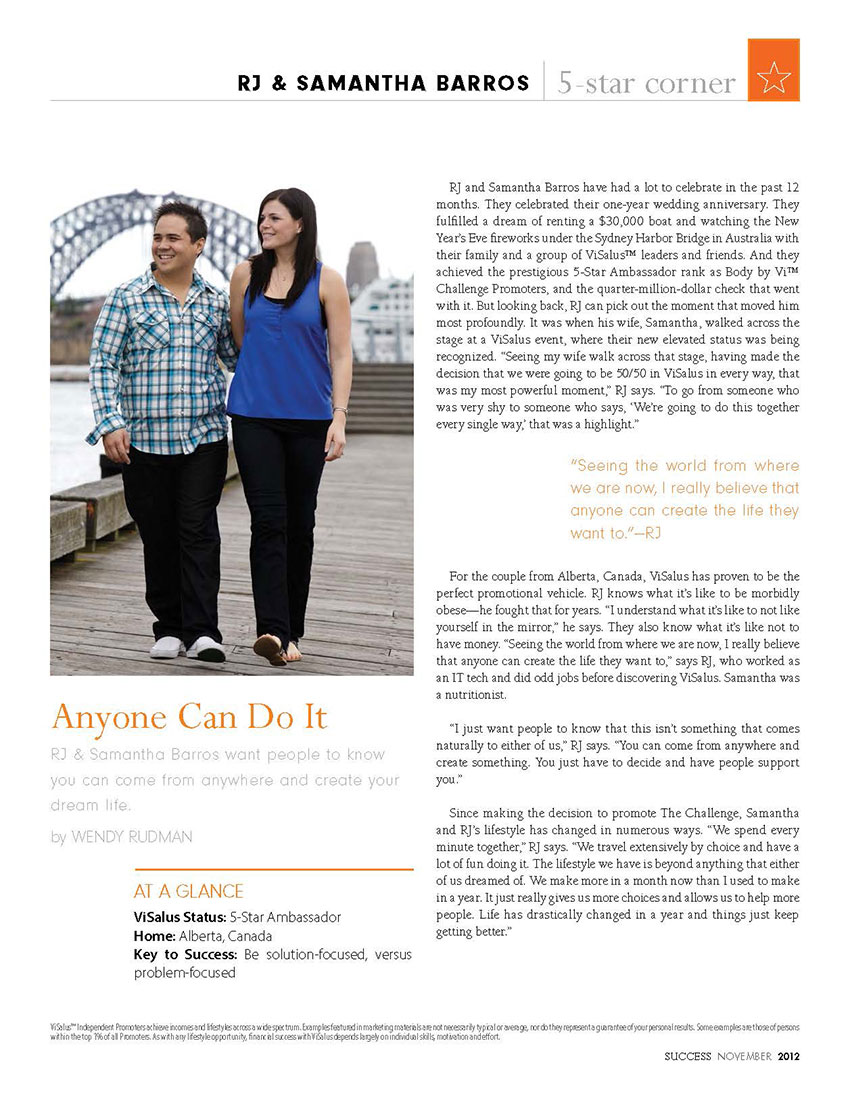 RJ & SAMANTHA BARROS
5-star corner
RJ and Samantha Barros have had a lot to celebrate in the past 12
months. They celebrated their one-year wedding anniversary. They
fulfilled a dream of renting a $30,000 boat and watching the New
Year's Eve fireworks under the Sydney Harbor Bridge in Australia with
their family and a group of ViSalus™ leaders and friends. And they
achieved the prestigious 5-Star Ambassador rank as Body by Vi™
Challenge Promoters, and the quarter-million-dollar check that went
with it. But looking back, RJ can pick out the moment that moved him
most profoundly. It was when his wife, Samantha, walked across the
stage at a ViSalus event, where their new elevated status was being
recognized. “Seeing my wife walk across that stage, having made the
decision that we were going to be 50/50 in ViSalus in every way, that
was my most powerful moment,” RJ says. “To go from someone who
was very shy to someone who says, ‘We're going to do this together
every single way,’ that was a highlight.”
“Seeing the world from where
we are now, I really believe that
anyone can create the life they
want to.”—RJ
For the couple from Alberta, Canada, ViSalus has proven to be the
perfect promotional vehicle. RJ knows what it's like to be morbidly
obese—he fought that for years. “I understand what it's like to not like
yourself in the mirror,” he says. They also know what it's like not to
have money. “Seeing the world from where we are now, I really believe
that anyone can create the life they want to,” says RJ, who worked as
an IT tech and did odd jobs before discovering ViSalus. Samantha was
a nutritionist.
“I just want people to know that this isn't something that comes
naturally to either of us,” RJ says. “You can come from anywhere and
create something. You just have to decide and have people support
you.”
Since making the decision to promote The Challenge, Samantha
and RJ's lifestyle has changed in numerous ways. “We spend every
minute together,” RJ says. “We travel extensively by choice and have a
lot of fun doing it. The lifestyle we have is beyond anything that either
of us dreamed of. We make more in a month now than I used to make
in a year. It just really gives us more choices and allows us to help more
people. Life has drastically changed in a year and things just keep
getting better.”
Anyone Can Do It
RJ & Samantha Barros want people to know
you can come from anywhere and create your
dream life.
by WENDY RUDMAN
AT A GLANCE
ViSalus Status: 5-Star Ambassador
Home: Alberta, Canada
Key to Success: Be solution-focused, versus
problem-focused
ViSalus™ Independent Promoters achieve incomes and lifestyles across a wide spectrum. Examples featured in marketing materials are not necessarily typical or average, nor do they represent a guarantee of your personal results. Some examples are those of persons
within the top 1% of all Promoters. As with any lifestyle opportunity, financial success with ViSalus depends largely on individual skills, motivation and effort.
SUCCESS NOVEMBER 2012